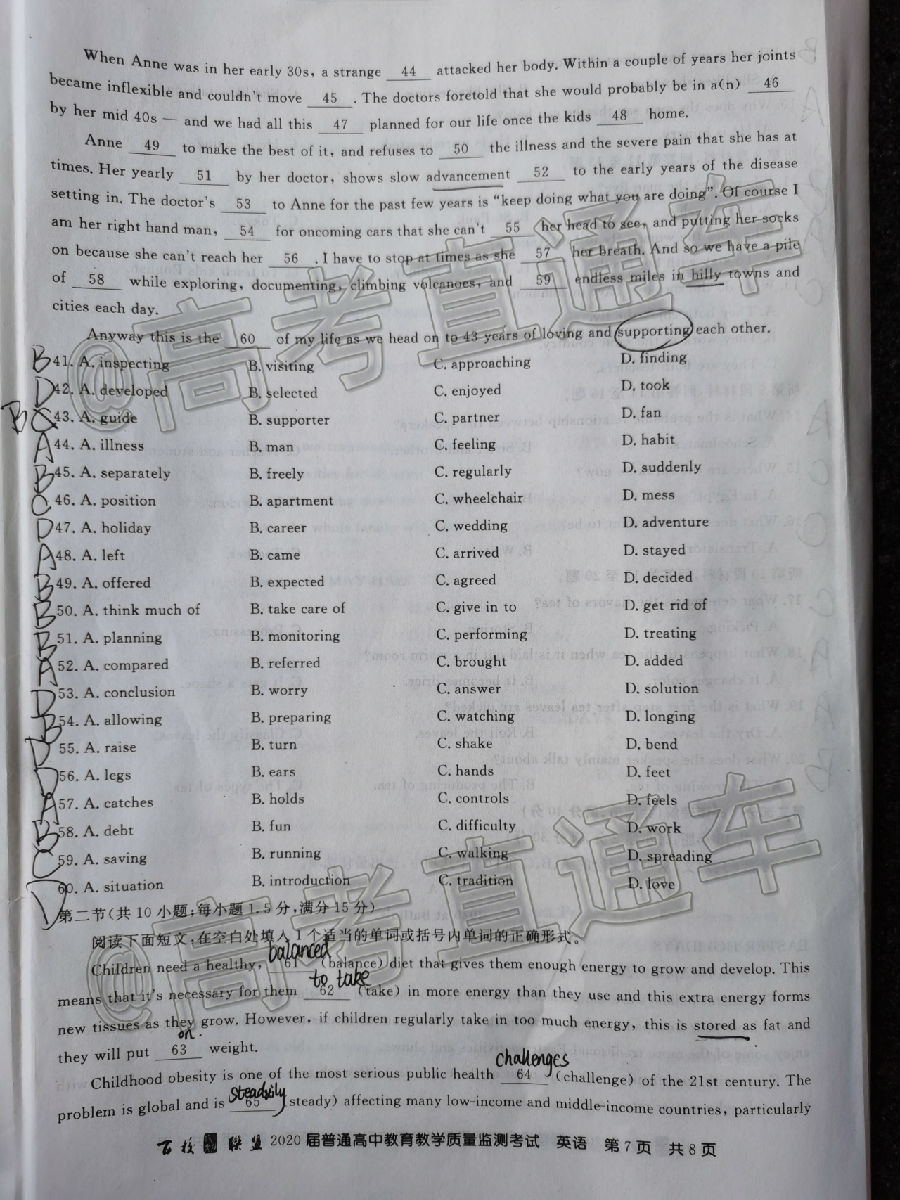 When Anne was in her early 30s, a strange 44 attacked her body. Within a couple of years her joints
became inflexible and couldn't move 45 . The doctors foretold that she would probably be in a(n) 46
by her mid 40s — and we had all this 47 planned for our life once the kids 48 home.
Anne 49 to make the best of it, and refuses to 50 the illness and the severe pain that she has at
times. Her yearly 51 by her doctor, shows slow advancement 52 to the early years of the disease
setting in. The doctor's 53 to Anne for the past few years is “keep doing what you are doing”. Of course I
am her right hand man, 54 for oncoming cars that she can't 55 her head to see, and putting her socks
on because she can't reach her 56 . I have to stop at times as she 57 her breath. And so we have a pile
of 58 while exploring, documenting, climbing volcanoes, and 59 endless miles in hilly towns and
cities each day.
Anyway this is the 60 of my life as we head on to 43 years of loving and supporting each other.
B 41. A. inspecting B. visiting C. approaching D. finding
D 42. A. developed B. selected C. enjoyed D. took
B C 43. A. guide B. supporter C. partner D. fan
A 44. A. illness B. man C. feeling D. habit
B 45. A. separately B. freely C. regularly D. suddenly
C 46. A. position B. apartment C. wheelchair D. mess
D 47. A. holiday B. career C. wedding D. adventure
A 48. A. left B. came C. arrived D. stayed
B 49. A. offered B. expected C. agreed D. decided
B 50. A. think much of B. take care of C. give in to D. get rid of
B 51. A. planning B. monitoring C. performing D. treating
A 52. A. compared B. referred C. brought D. added
D 53. A. conclusion B. worry C. answer D. solution
B 54. A. allowing B. preparing C. watching D. longing
D 55. A. raise B. turn C. shake D. bend
D 56. A. legs B. ears C. hands D. feet
A 57. A. catches B. holds C. controls D. feels
B 58. A. debt B. fun C. difficulty D. work
C 59. A. saving B. running C. walking D. spreading
D 60. A. situation B. introduction C. tradition D. love
第二节(共10小题;每小题1.5分,满分15分)
阅读下面短文,在空白处填入1个适当的单词或括号内单词的正确形式。
balanced
Children need a healthy, 61 (balance) diet that gives them enough energy to grow and develop. This
to take
means that it's necessary for them 62 (take) in more energy than they use and this extra energy forms
new tissues as they grow. However, if children regularly take in too much energy, this is stored as fat and
on
they will put 63 weight.
challenges
Childhood obesity is one of the most serious public health 64 (challenge) of the 21st century. The
steadily
problem is global and is 65 (steady) affecting many low-income and middle-income countries, particularly
百校联盟 2020届普通高中教育教学质量监测考试 英语 第7页 共8页
@高考直通车
@高考直通车